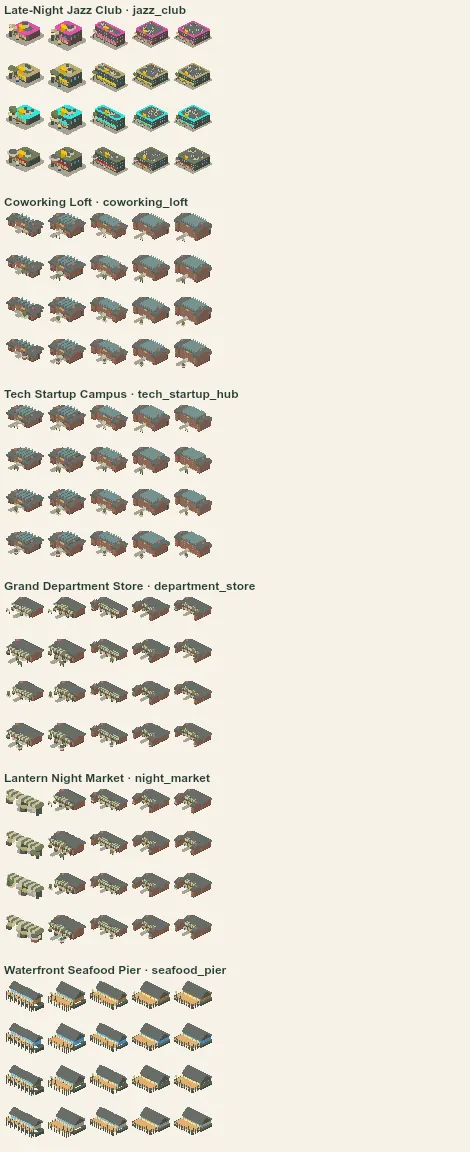 Late-Night Jazz Club · jazz_club
Coworking Loft · coworking_loft
Tech Startup Campus · tech_startup_hub
Grand Department Store · department_store
Lantern Night Market · night_market
Waterfront Seafood Pier · seafood_pier